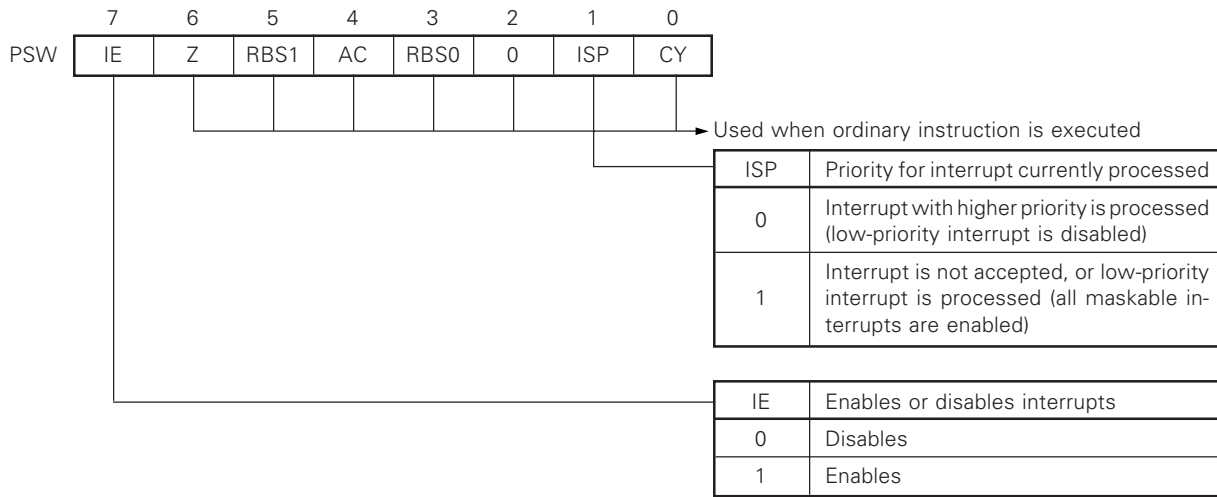 7 6 5 4 3 2 1 0
PSW IE Z RBS1 AC RBS0 0 ISP CY
Used when ordinary instruction is executed
ISP Priority for interrupt currently processed
0 Interrupt with higher priority is processed
(low-priority interrupt is disabled)
1 Interrupt is not accepted, or low-priority
interrupt is processed (all maskable in-
terrupts are enabled)
IE Enables or disables interrupts
0 Disables
1 Enables